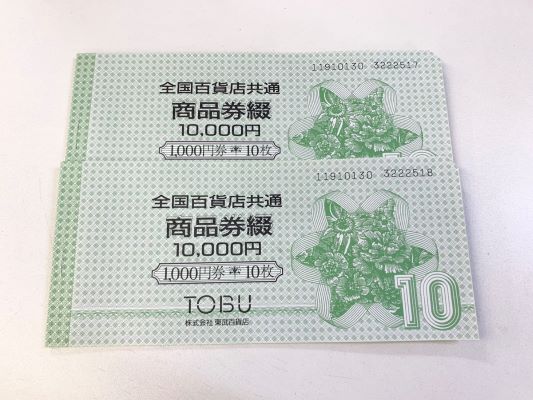 11910130 3222517
全国百貨店共通
商品券綴
10,000円
1,000円券＊10枚
11910130 3222518
全国百貨店共通
商品券綴
10,000円
1,000円券＊10枚
TOBU
株式会社 東武百貨店
10